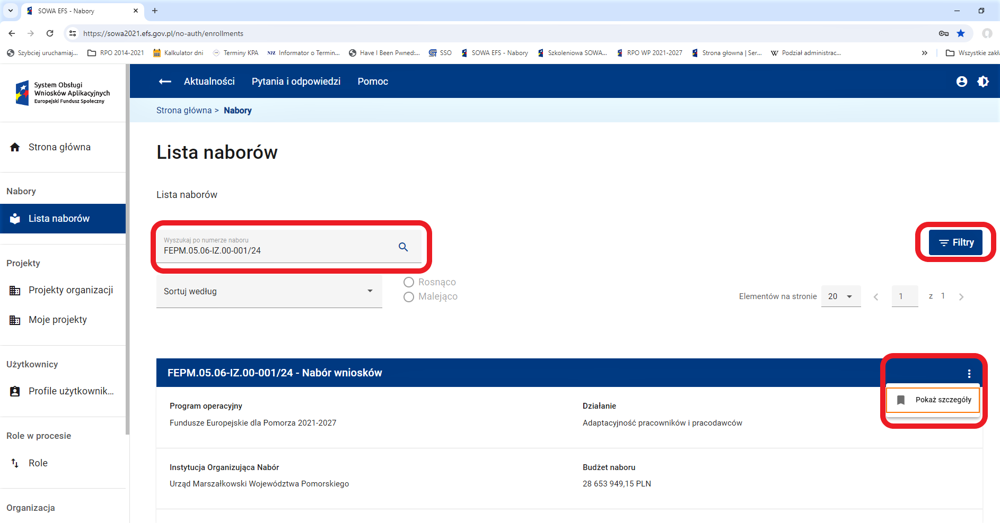 SOWA EFS - Nabory
https://sowa2021.efs.gov.pl/no-auth/enrollments
Szybciej uruchamiaj... RPO 2014-2021 Kalkulator dni Terminy KPA NFZ Informator o Termin... Have I Been Pwned:... SSO SOWA EFS - Nabory Szkoleniowa SOWA... RPO WP 2021-2027 Strona głowna | Ser... W Podział administrac... » Wszystkie zakła
System Obsługi
Wniosków Aplikacyjnych
Europejski Fundusz Społeczny
Aktualności Pytania i odpowiedzi Pomoc
Strona główna > Nabory
Strona główna
Nabory
Lista naborów
Projekty
Projekty organizacji
Moje projekty
Użytkownicy
Profile użytkownik...
Role w procesie
Role
Organizacja
Lista naborów
Lista naborów
Wyszukaj po numerze naboru
FEPM.05.06-IZ.00-001/24
Filtry
Sortuj według
Rosnąco
Malejąco
Elementów na stronie 20 1 z 1
FEPM.05.06-IZ.00-001/24 - Nabór wniosków
Pokaż szczegóły
Program operacyjny
Fundusze Europejskie dla Pomorza 2021-2027
Działanie
Adaptacyjność pracowników i pracodawców
Instytucja Organizująca Nabór
Urząd Marszałkowski Województwa Pomorskiego
Budżet naboru
28 653 949,15 PLN